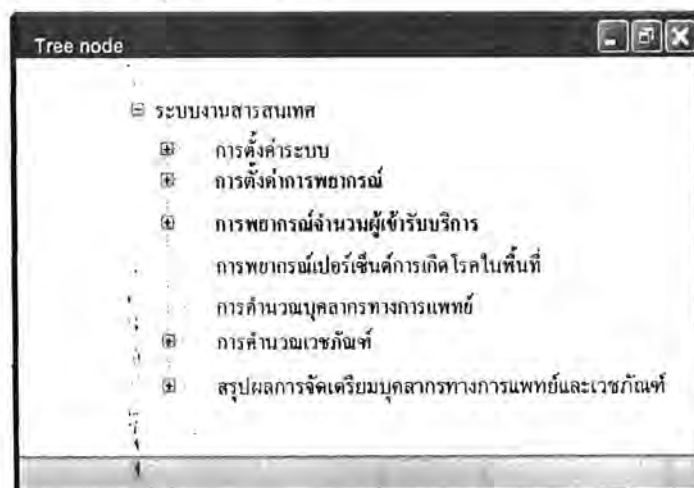 Tree node
ระบบงานสารสนเทศ
การตั้งค่าระบบ
การตั้งค่าการพยากรณ์
การพยากรณ์จำนวนผู้เข้ารับบริการ
การพยากรณ์เปอร์เซ็นต์การเกิดโรคในพื้นที่
การคำนวณบุคลากรทางการแพทย์
การคำนวณเวชภัณฑ์
สรุปผลการจัดเตรียมบุคลากรทางการแพทย์และเวชภัณฑ์